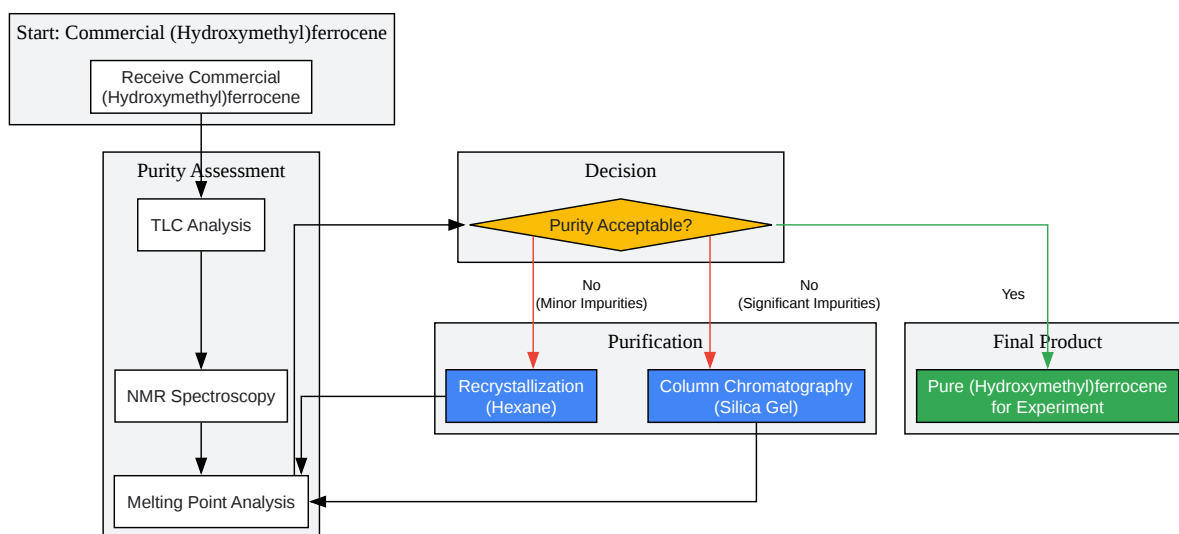 Start: Commercial (Hydroxymethyl)ferrocene
Receive Commercial
(Hydroxymethyl)ferrocene
Purity Assessment
TLC Analysis
NMR Spectroscopy
Melting Point Analysis
Decision
Purity Acceptable?
No
(Minor Impurities)
No
(Significant Impurities)
Yes
Purification
Recrystallization
(Hexane)
Column Chromatography
(Silica Gel)
Final Product
Pure (Hydroxymethyl)ferrocene
for Experiment